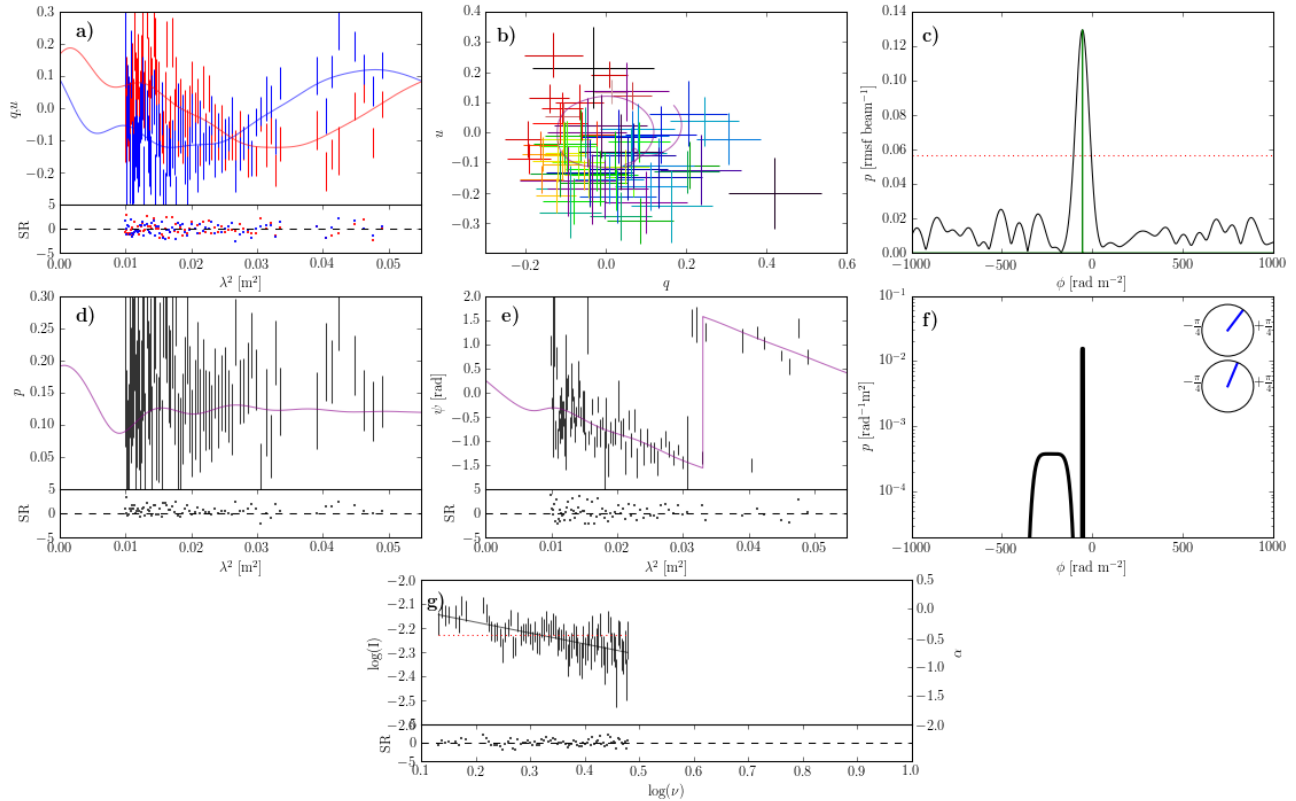 a)
q,u
0.3
0.2
0.1
0.0
−0.1
−0.2
SR
5
0
−5
0.00 0.01 0.02 0.03 0.04 0.05
λ² [m²]
b)
u
0.4
0.3
0.2
0.1
0.0
−0.1
−0.2
−0.3
−0.2 0.0 0.2 0.4 0.6
q
c)
p [rmsf beam⁻¹]
0.14
0.12
0.10
0.08
0.06
0.04
0.02
0.00
−1000 −500 0 500 1000
ϕ [rad m⁻²]
d)
p
0.30
0.25
0.20
0.15
0.10
0.05
SR
5
0
−5
0.00 0.01 0.02 0.03 0.04 0.05
λ² [m²]
e)
ψ [rad]
2.0
1.5
1.0
0.5
0.0
−0.5
−1.0
−1.5
SR
5
0
−5
0.00 0.01 0.02 0.03 0.04 0.05
λ² [m²]
f)
p [rad⁻¹m²]
10⁻¹
10⁻²
10⁻³
10⁻⁴
−π/4 +π/4
−π/4 +π/4
−1000 −500 0 500 1000
ϕ [rad m⁻²]
g)
log(I)
−2.0
−2.1
−2.2
−2.3
−2.4
−2.5
α
0.5
0.0
−0.5
−1.0
−1.5
−2.0
SR
0
−5
0.1 0.2 0.3 0.4 0.5 0.6 0.7 0.8 0.9 1.0
log(ν)